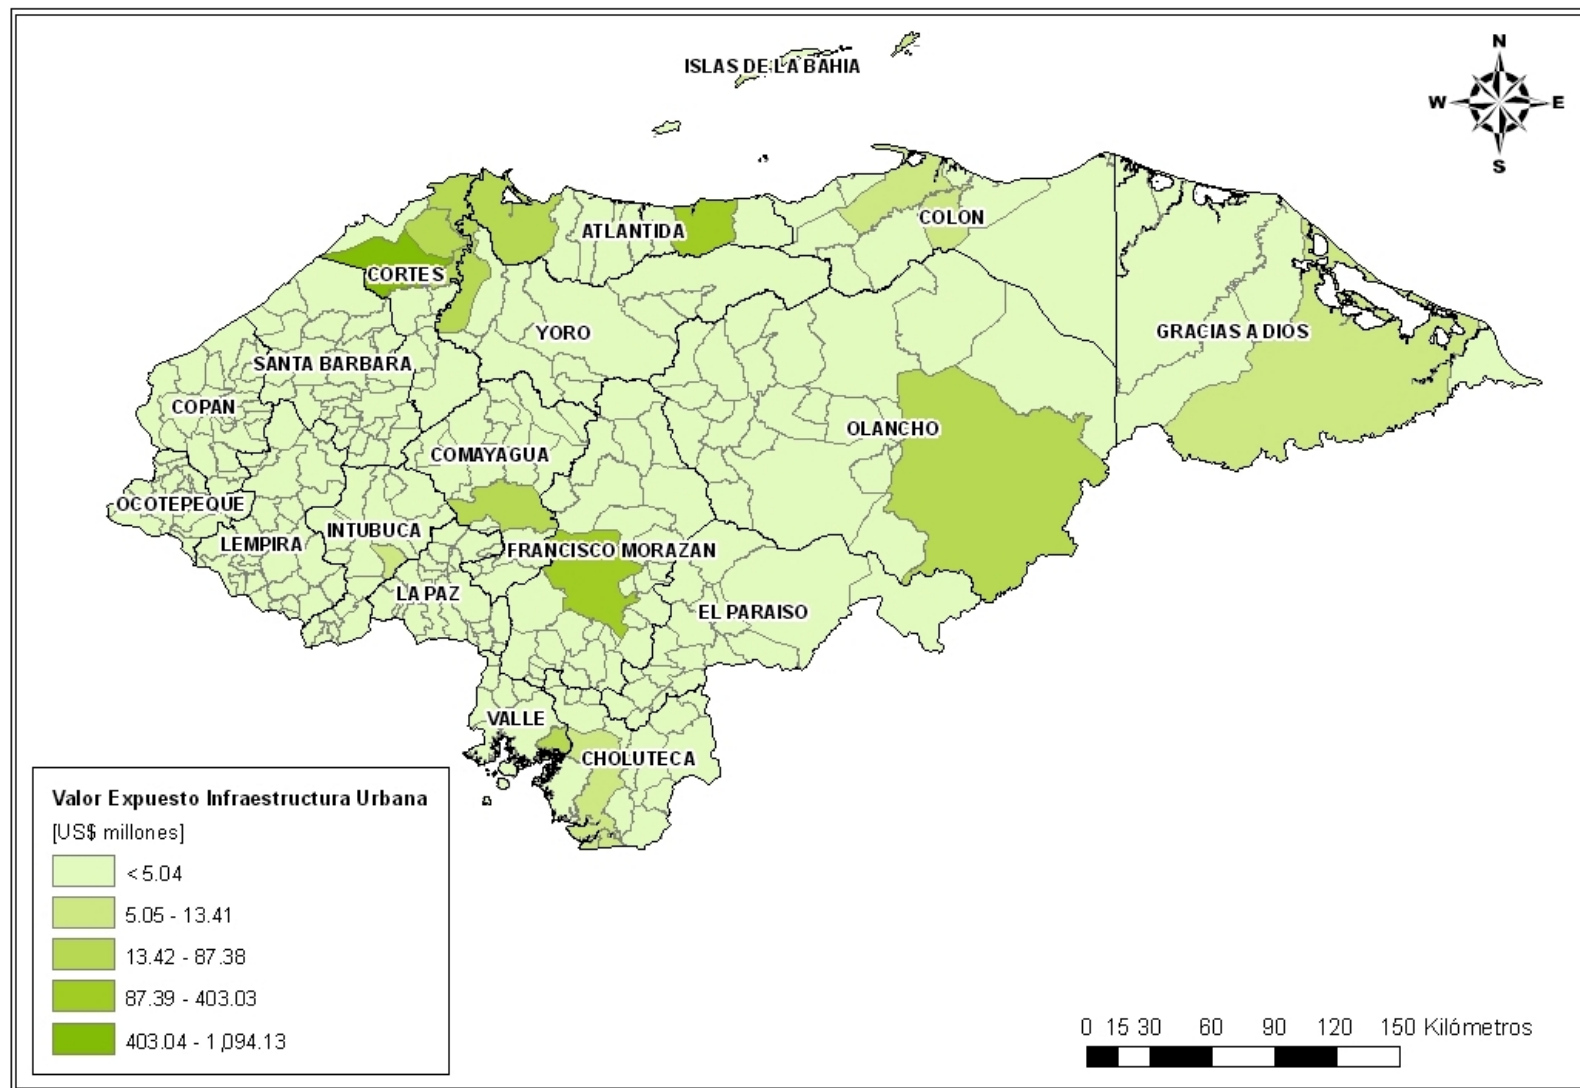 ISLAS DE LA BAHIA
N
W E
S
ATLANTIDA
COLON
CORTES
YORO
GRACIAS A DIOS
SANTA BARBARA
COPAN
OLANCHO
COMAYAGUA
OCOTEPEQUE
INTUBUCA
LEMPIRA
FRANCISCO MORAZAN
LA PAZ
EL PARAISO
VALLE
CHOLUTECA
Valor Expuesto Infraestructura Urbana
[US$ millones]
< 5.04
5.05 - 13.41
13.42 - 87.38
87.39 - 403.03
403.04 - 1,094.13
0 15 30 60 90 120 150 Kilómetros